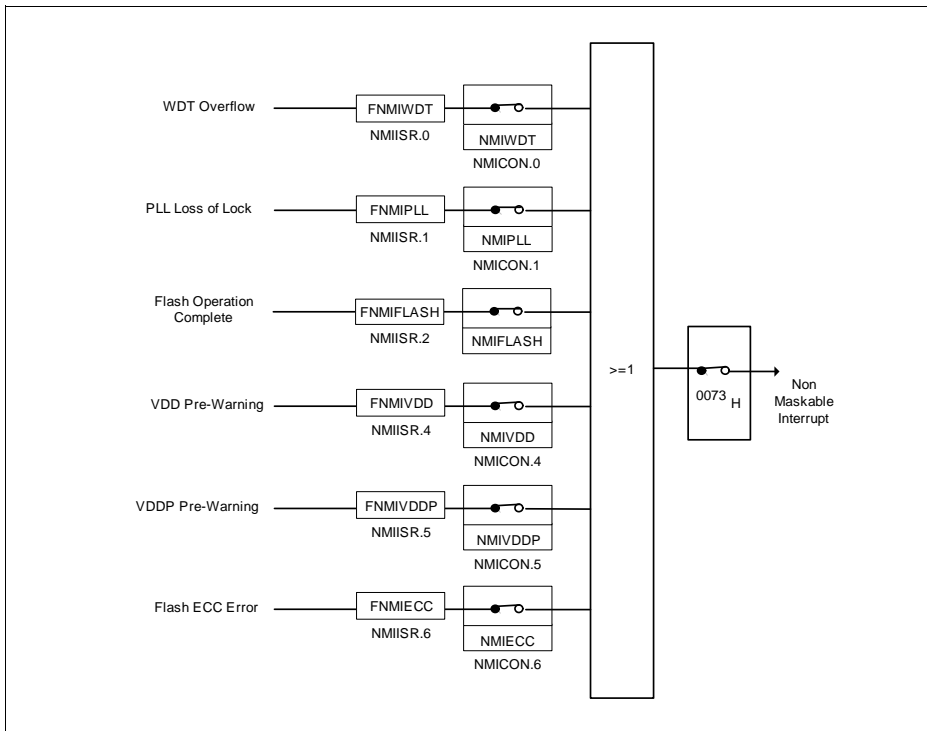 WDT Overflow
FNMIWDT
NMIISR.0
NMIWDT
NMICON.0
PLL Loss of Lock
FNMIPLL
NMIISR.1
NMIPLL
NMICON.1
Flash Operation
Complete
FNMIFLASH
NMIISR.2
NMIFLASH
VDD Pre-Warning
FNMIVDD
NMIISR.4
NMIVDD
NMICON.4
VDDP Pre-Warning
FNMIVDDP
NMIISR.5
NMIVDDP
NMICON.5
Flash ECC Error
FNMIECC
NMIISR.6
NMIECC
NMICON.6
>=1
0073 H
Non
Maskable
Interrupt